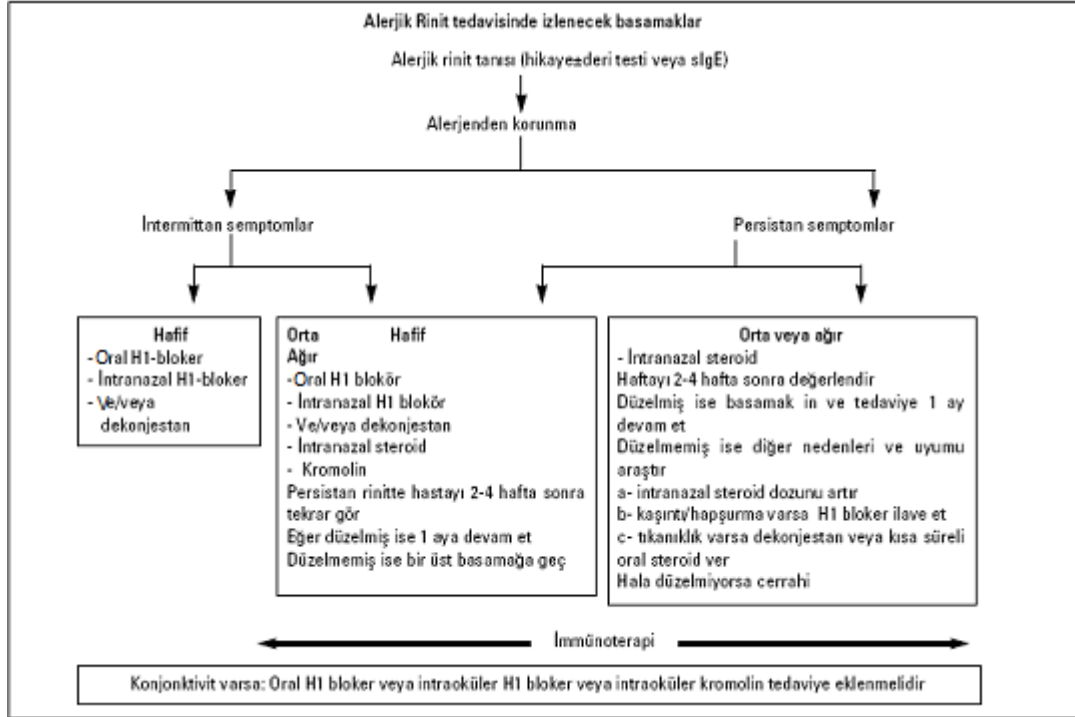 Alerjik Rinit tedavisinde izlenecek basamaklar
Alerjik rinit tanısı (hikaye±deri testi veya sIgE)
Alerjenden korunma
İntermittan semptomlar
Persistan semptomlar
Hafif
- Oral H1-bloker
- İntranazal H1-bloker
- Ve/veya
dekonjestan
Orta Hafif
Ağır
-Oral H1 blokör
- İntranazal H1 blokör
- Ve/veya dekonjestan
- İntranazal steroid
- Kromolin
Persistan rinitte hastayı 2-4 hafta sonra
tekrar gör
Eğer düzelmiş ise 1 aya devam et
Düzelmemiş ise bir üst basamağa geç
Orta veya ağır
- İntranazal steroid
Haftayı 2-4 hafta sonra değerlendir
Düzelmiş ise basamak in ve tedaviye 1 ay
devam et
Düzelmemiş ise diğer nedenleri ve uyumu
araştır
a- intranazal steroid dozunu artır
b- kaşıntı/hapşurma varsa H1 bloker ilave et
c- tıkanıklık varsa dekonjestan veya kısa süreli
oral steroid ver
Hala düzelmiyorsa cerrahi
İmmünoterapi
Konjonktivit varsa: Oral H1 bloker veya intraoküler H1 bloker veya intraoküler kromolin tedaviye eklenmelidir